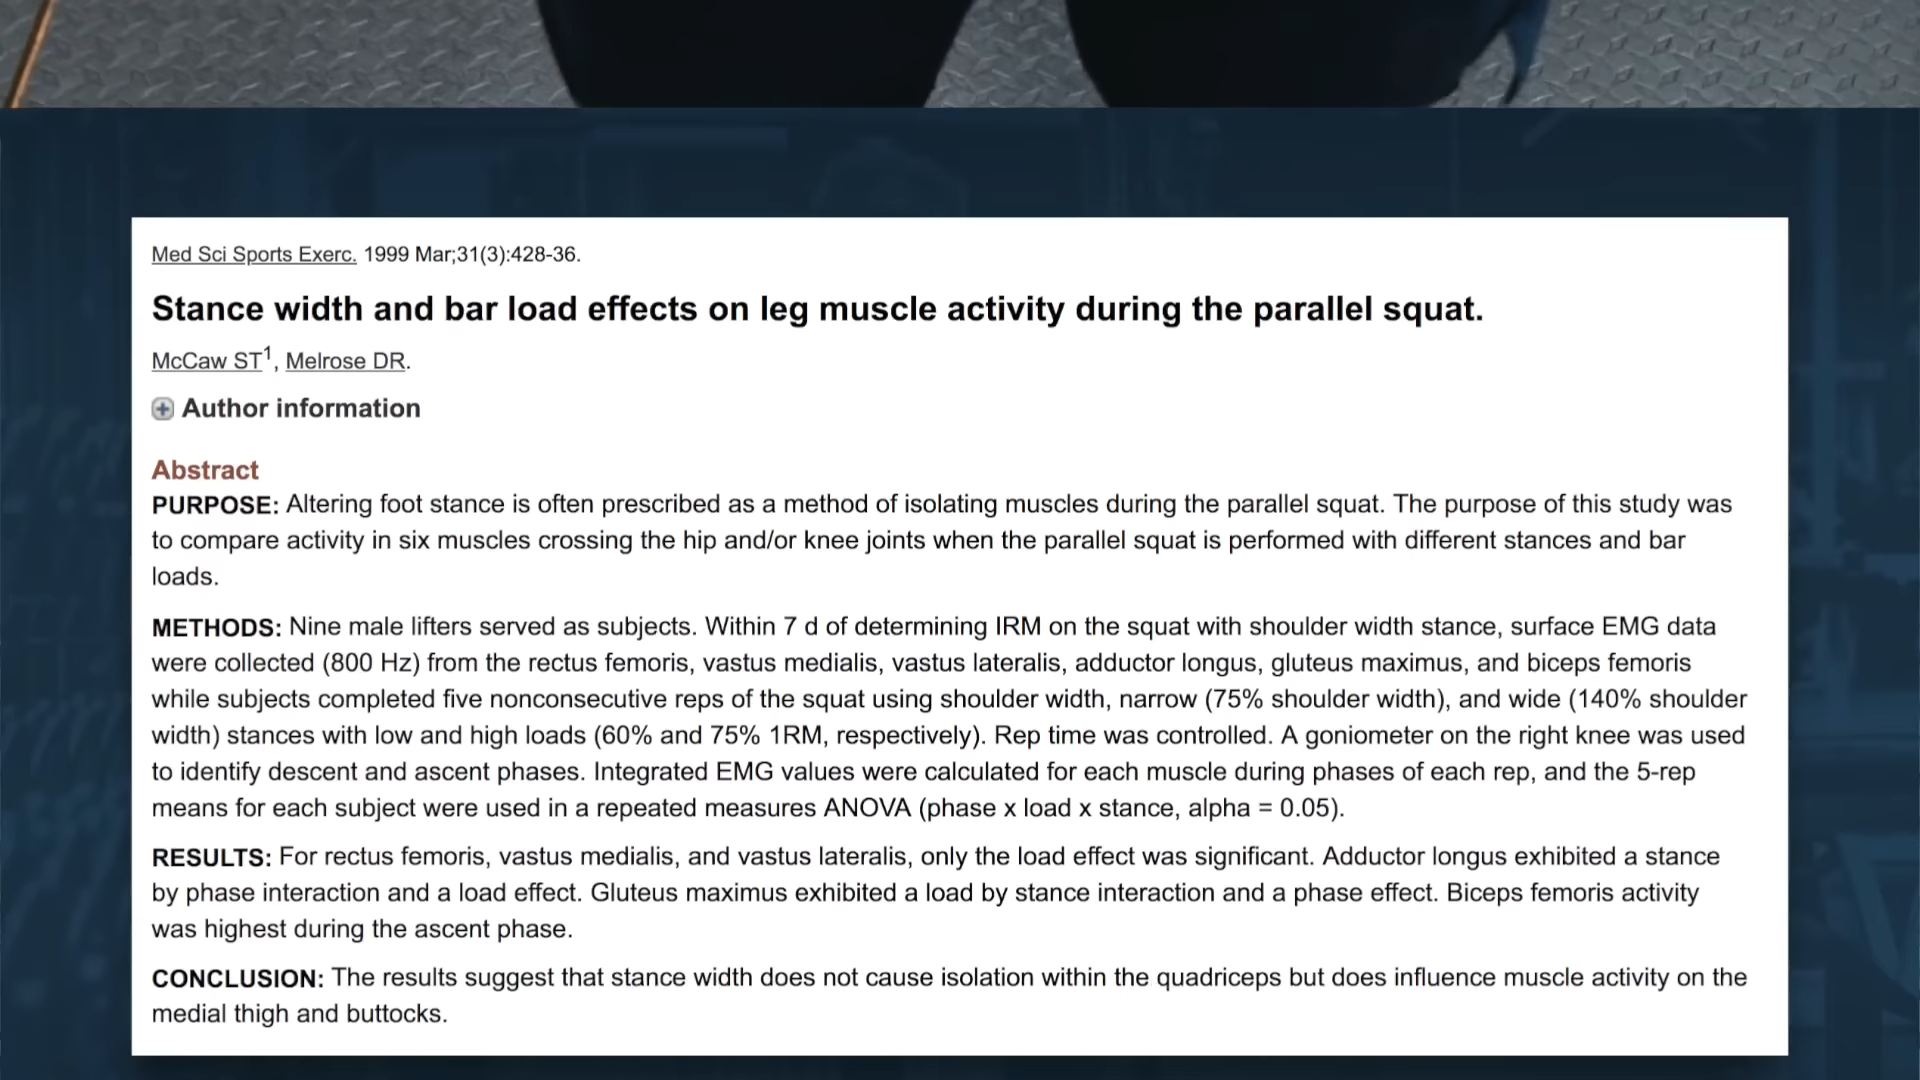 Med Sci Sports Exerc. 1999 Mar;31(3):428-36.
Stance width and bar load effects on leg muscle activity during the parallel squat.
McCaw ST1, Melrose DR.
Author information
Abstract
PURPOSE: Altering foot stance is often prescribed as a method of isolating muscles during the parallel squat. The purpose of this study was
to compare activity in six muscles crossing the hip and/or knee joints when the parallel squat is performed with different stances and bar
loads.
METHODS: Nine male lifters served as subjects. Within 7 d of determining IRM on the squat with shoulder width stance, surface EMG data
were collected (800 Hz) from the rectus femoris, vastus medialis, vastus lateralis, adductor longus, gluteus maximus, and biceps femoris
while subjects completed five nonconsecutive reps of the squat using shoulder width, narrow (75% shoulder width), and wide (140% shoulder
width) stances with low and high loads (60% and 75% 1RM, respectively). Rep time was controlled. A goniometer on the right knee was used
to identify descent and ascent phases. Integrated EMG values were calculated for each muscle during phases of each rep, and the 5-rep
means for each subject were used in a repeated measures ANOVA (phase x load x stance, alpha = 0.05).
RESULTS: For rectus femoris, vastus medialis, and vastus lateralis, only the load effect was significant. Adductor longus exhibited a stance
by phase interaction and a load effect. Gluteus maximus exhibited a load by stance interaction and a phase effect. Biceps femoris activity
was highest during the ascent phase.
CONCLUSION: The results suggest that stance width does not cause isolation within the quadriceps but does influence muscle activity on the
medial thigh and buttocks.